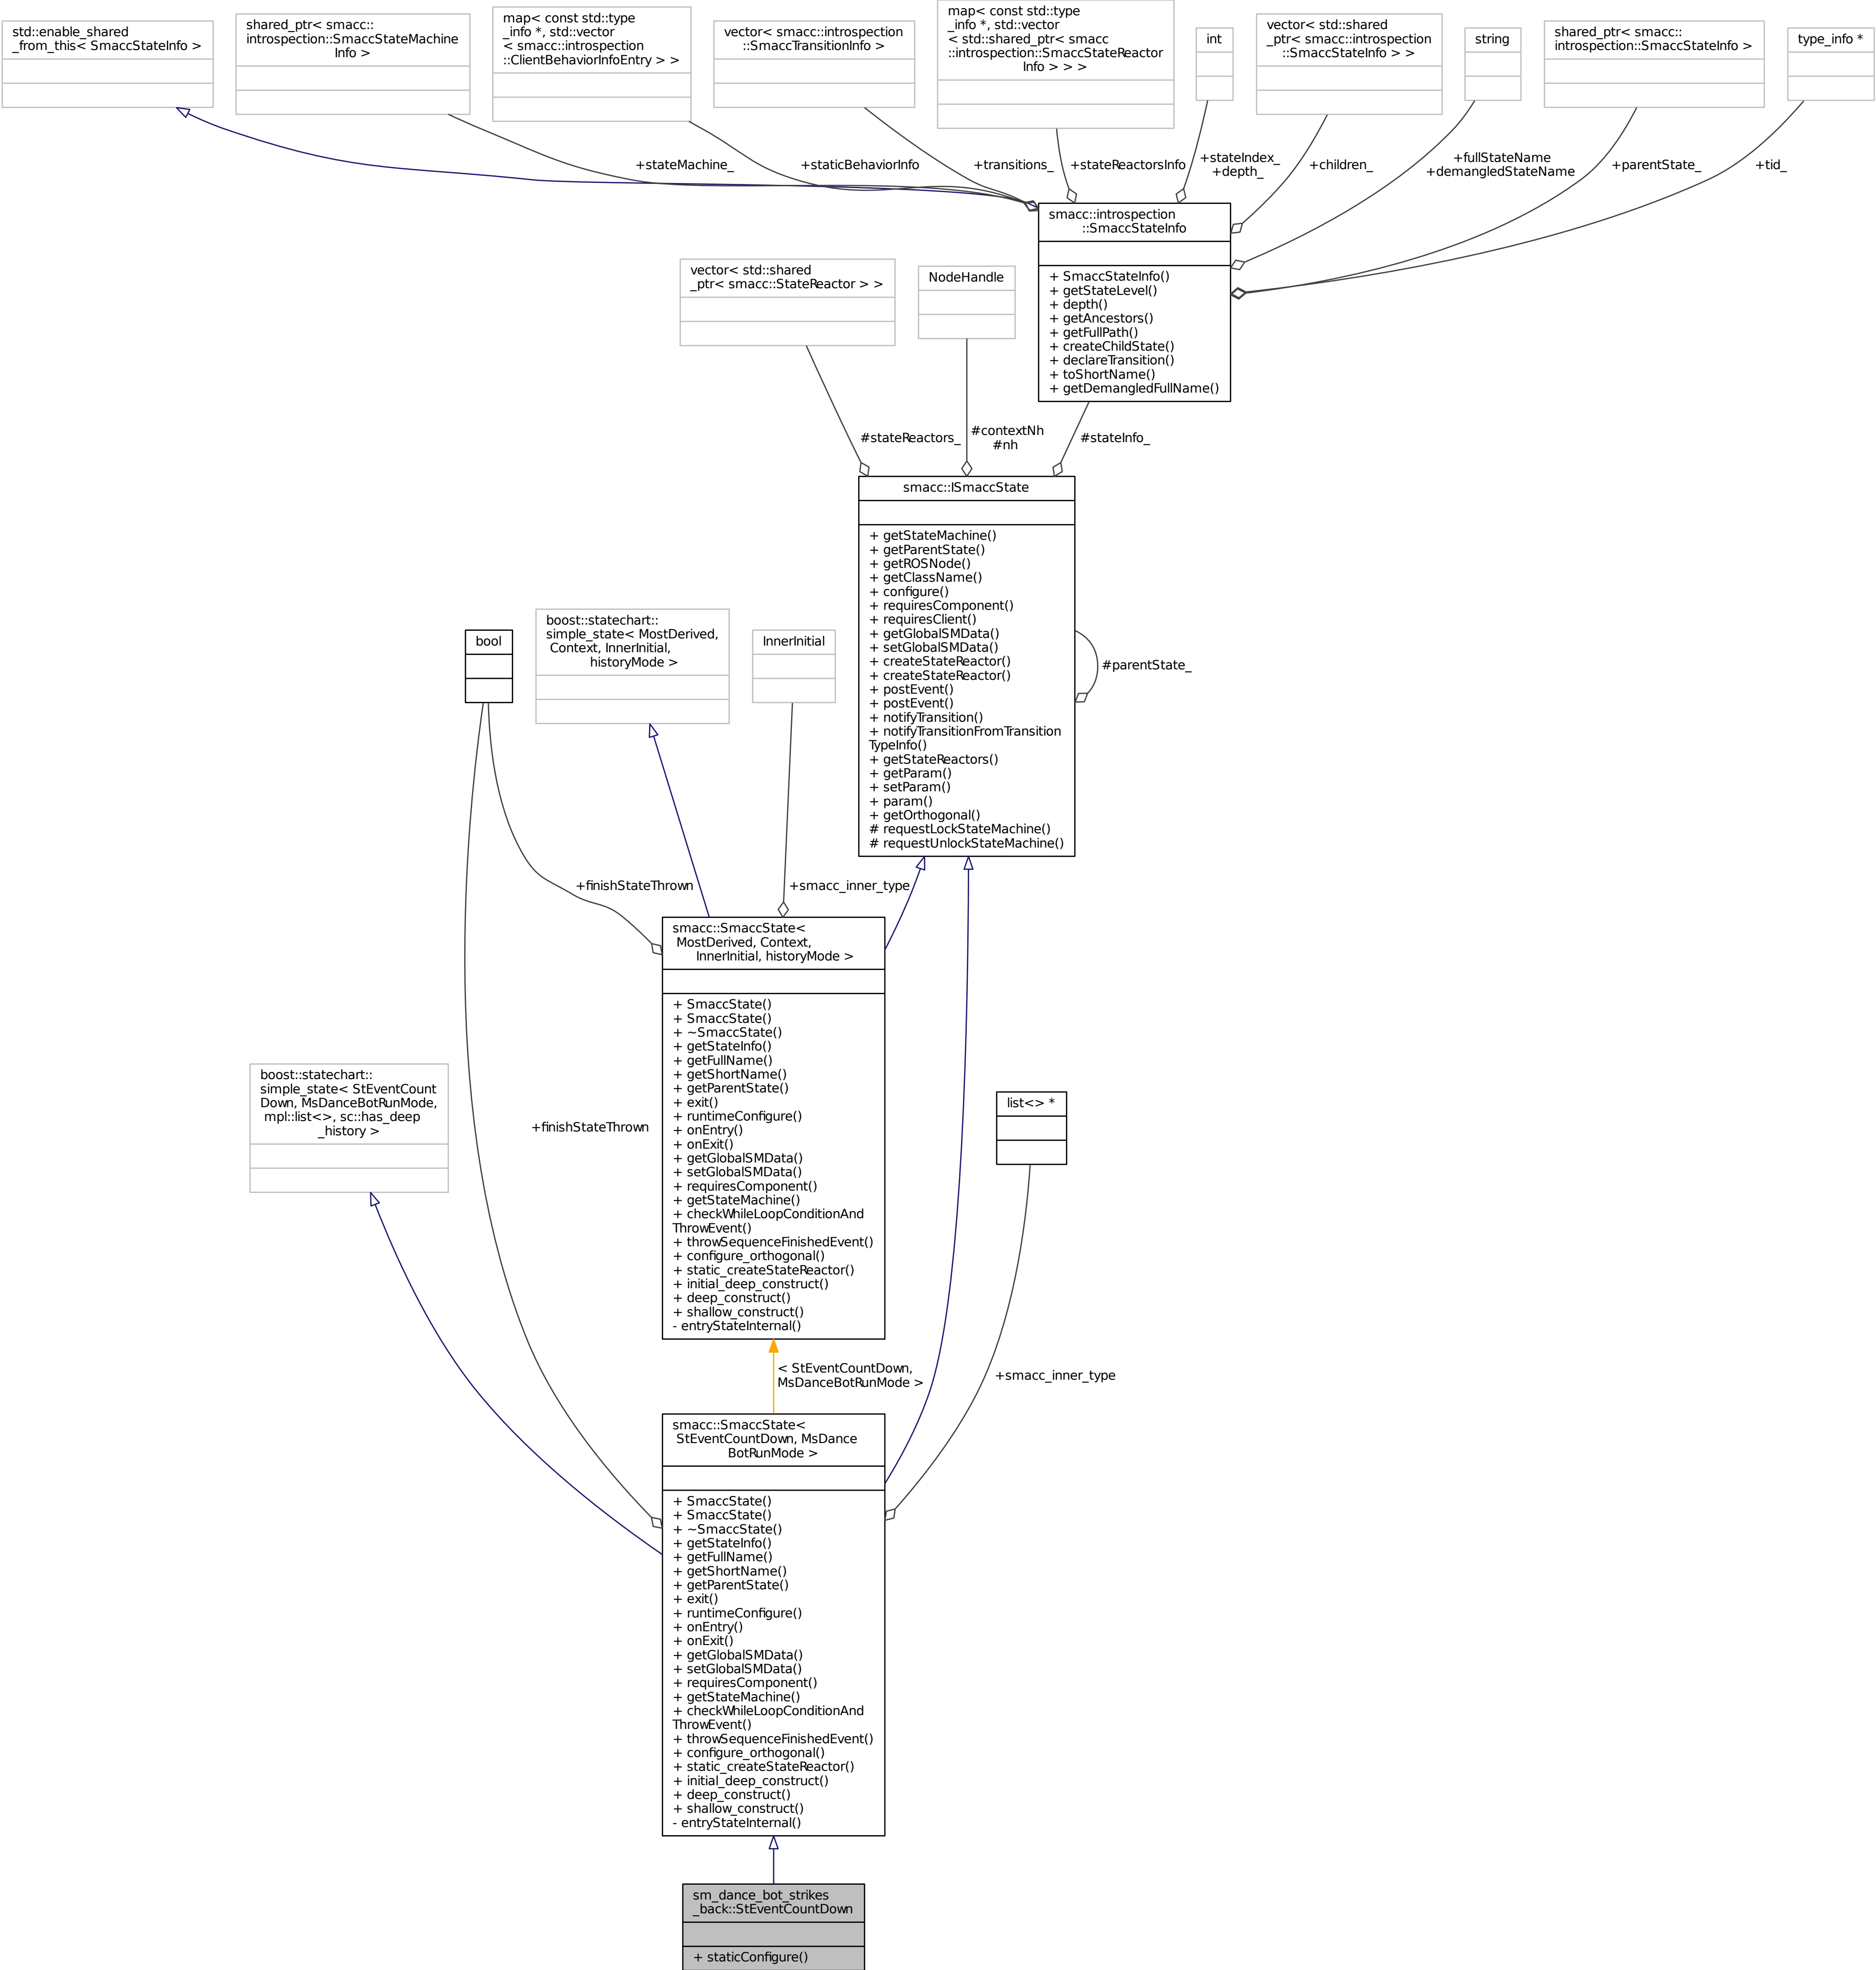 std::enable_shared
_from_this< SmaccStateInfo >
shared_ptr< smacc::
introspection::SmaccStateMachine
Info >
map< const std::type
_info *, std::vector
< smacc::introspection
::ClientBehaviorInfoEntry > >
vector< smacc::introspection
::SmaccTransitionInfo >
map< const std::type
_info *, std::vector
< std::shared_ptr< smacc
::introspection::SmaccStateReactor
Info > > >
int
vector< std::shared
_ptr< smacc::introspection
::SmaccStateInfo > >
string
shared_ptr< smacc::
introspection::SmaccStateInfo >
type_info *
+stateMachine_
+staticBehaviorInfo
+transitions_
+stateReactorsInfo
+stateIndex_
+depth_
+children_
+fullStateName
+demangledStateName
+parentState_
+tid_
smacc::introspection
::SmaccStateInfo
+ SmaccStateInfo()
+ getStateLevel()
+ depth()
+ getAncestors()
+ getFullPath()
+ createChildState()
+ declareTransition()
+ toShortName()
+ getDemangledFullName()
vector< std::shared
_ptr< smacc::StateReactor > >
NodeHandle
#stateReactors_
#contextNh
#nh
#stateInfo_
smacc::ISmaccState
+ getStateMachine()
+ getParentState()
+ getROSNode()
+ getClassName()
+ configure()
+ requiresComponent()
+ requiresClient()
+ getGlobalSMData()
+ setGlobalSMData()
+ createStateReactor()
+ createStateReactor()
+ postEvent()
+ postEvent()
+ notifyTransition()
+ notifyTransitionFromTransition
TypeInfo()
+ getStateReactors()
+ getParam()
+ setParam()
+ param()
+ getOrthogonal()
# requestLockStateMachine()
# requestUnlockStateMachine()
#parentState_
bool
boost::statechart::
simple_state< MostDerived,
Context, InnerInitial,
historyMode >
InnerInitial
+finishStateThrown
+smacc_inner_type
smacc::SmaccState<
MostDerived, Context,
InnerInitial, historyMode >
+ SmaccState()
+ SmaccState()
+ ~SmaccState()
+ getStateInfo()
+ getFullName()
+ getShortName()
+ getParentState()
+ exit()
+ runtimeConfigure()
+ onEntry()
+ onExit()
+ getGlobalSMData()
+ setGlobalSMData()
+ requiresComponent()
+ getStateMachine()
+ checkWhileLoopConditionAnd
ThrowEvent()
+ throwSequenceFinishedEvent()
+ configure_orthogonal()
+ static_createStateReactor()
+ initial_deep_construct()
+ deep_construct()
+ shallow_construct()
- entryStateInternal()
boost::statechart::
simple_state< StEventCount
Down, MsDanceBotRunMode,
mpl::list<>, sc::has_deep
_history >
+finishStateThrown
list<> *
< StEventCountDown,
MsDanceBotRunMode >
+smacc_inner_type
smacc::SmaccState<
StEventCountDown, MsDance
BotRunMode >
+ SmaccState()
+ SmaccState()
+ ~SmaccState()
+ getStateInfo()
+ getFullName()
+ getShortName()
+ getParentState()
+ exit()
+ runtimeConfigure()
+ onEntry()
+ onExit()
+ getGlobalSMData()
+ setGlobalSMData()
+ requiresComponent()
+ getStateMachine()
+ checkWhileLoopConditionAnd
ThrowEvent()
+ throwSequenceFinishedEvent()
+ configure_orthogonal()
+ static_createStateReactor()
+ initial_deep_construct()
+ deep_construct()
+ shallow_construct()
- entryStateInternal()
sm_dance_bot_strikes
_back::StEventCountDown
+ staticConfigure()